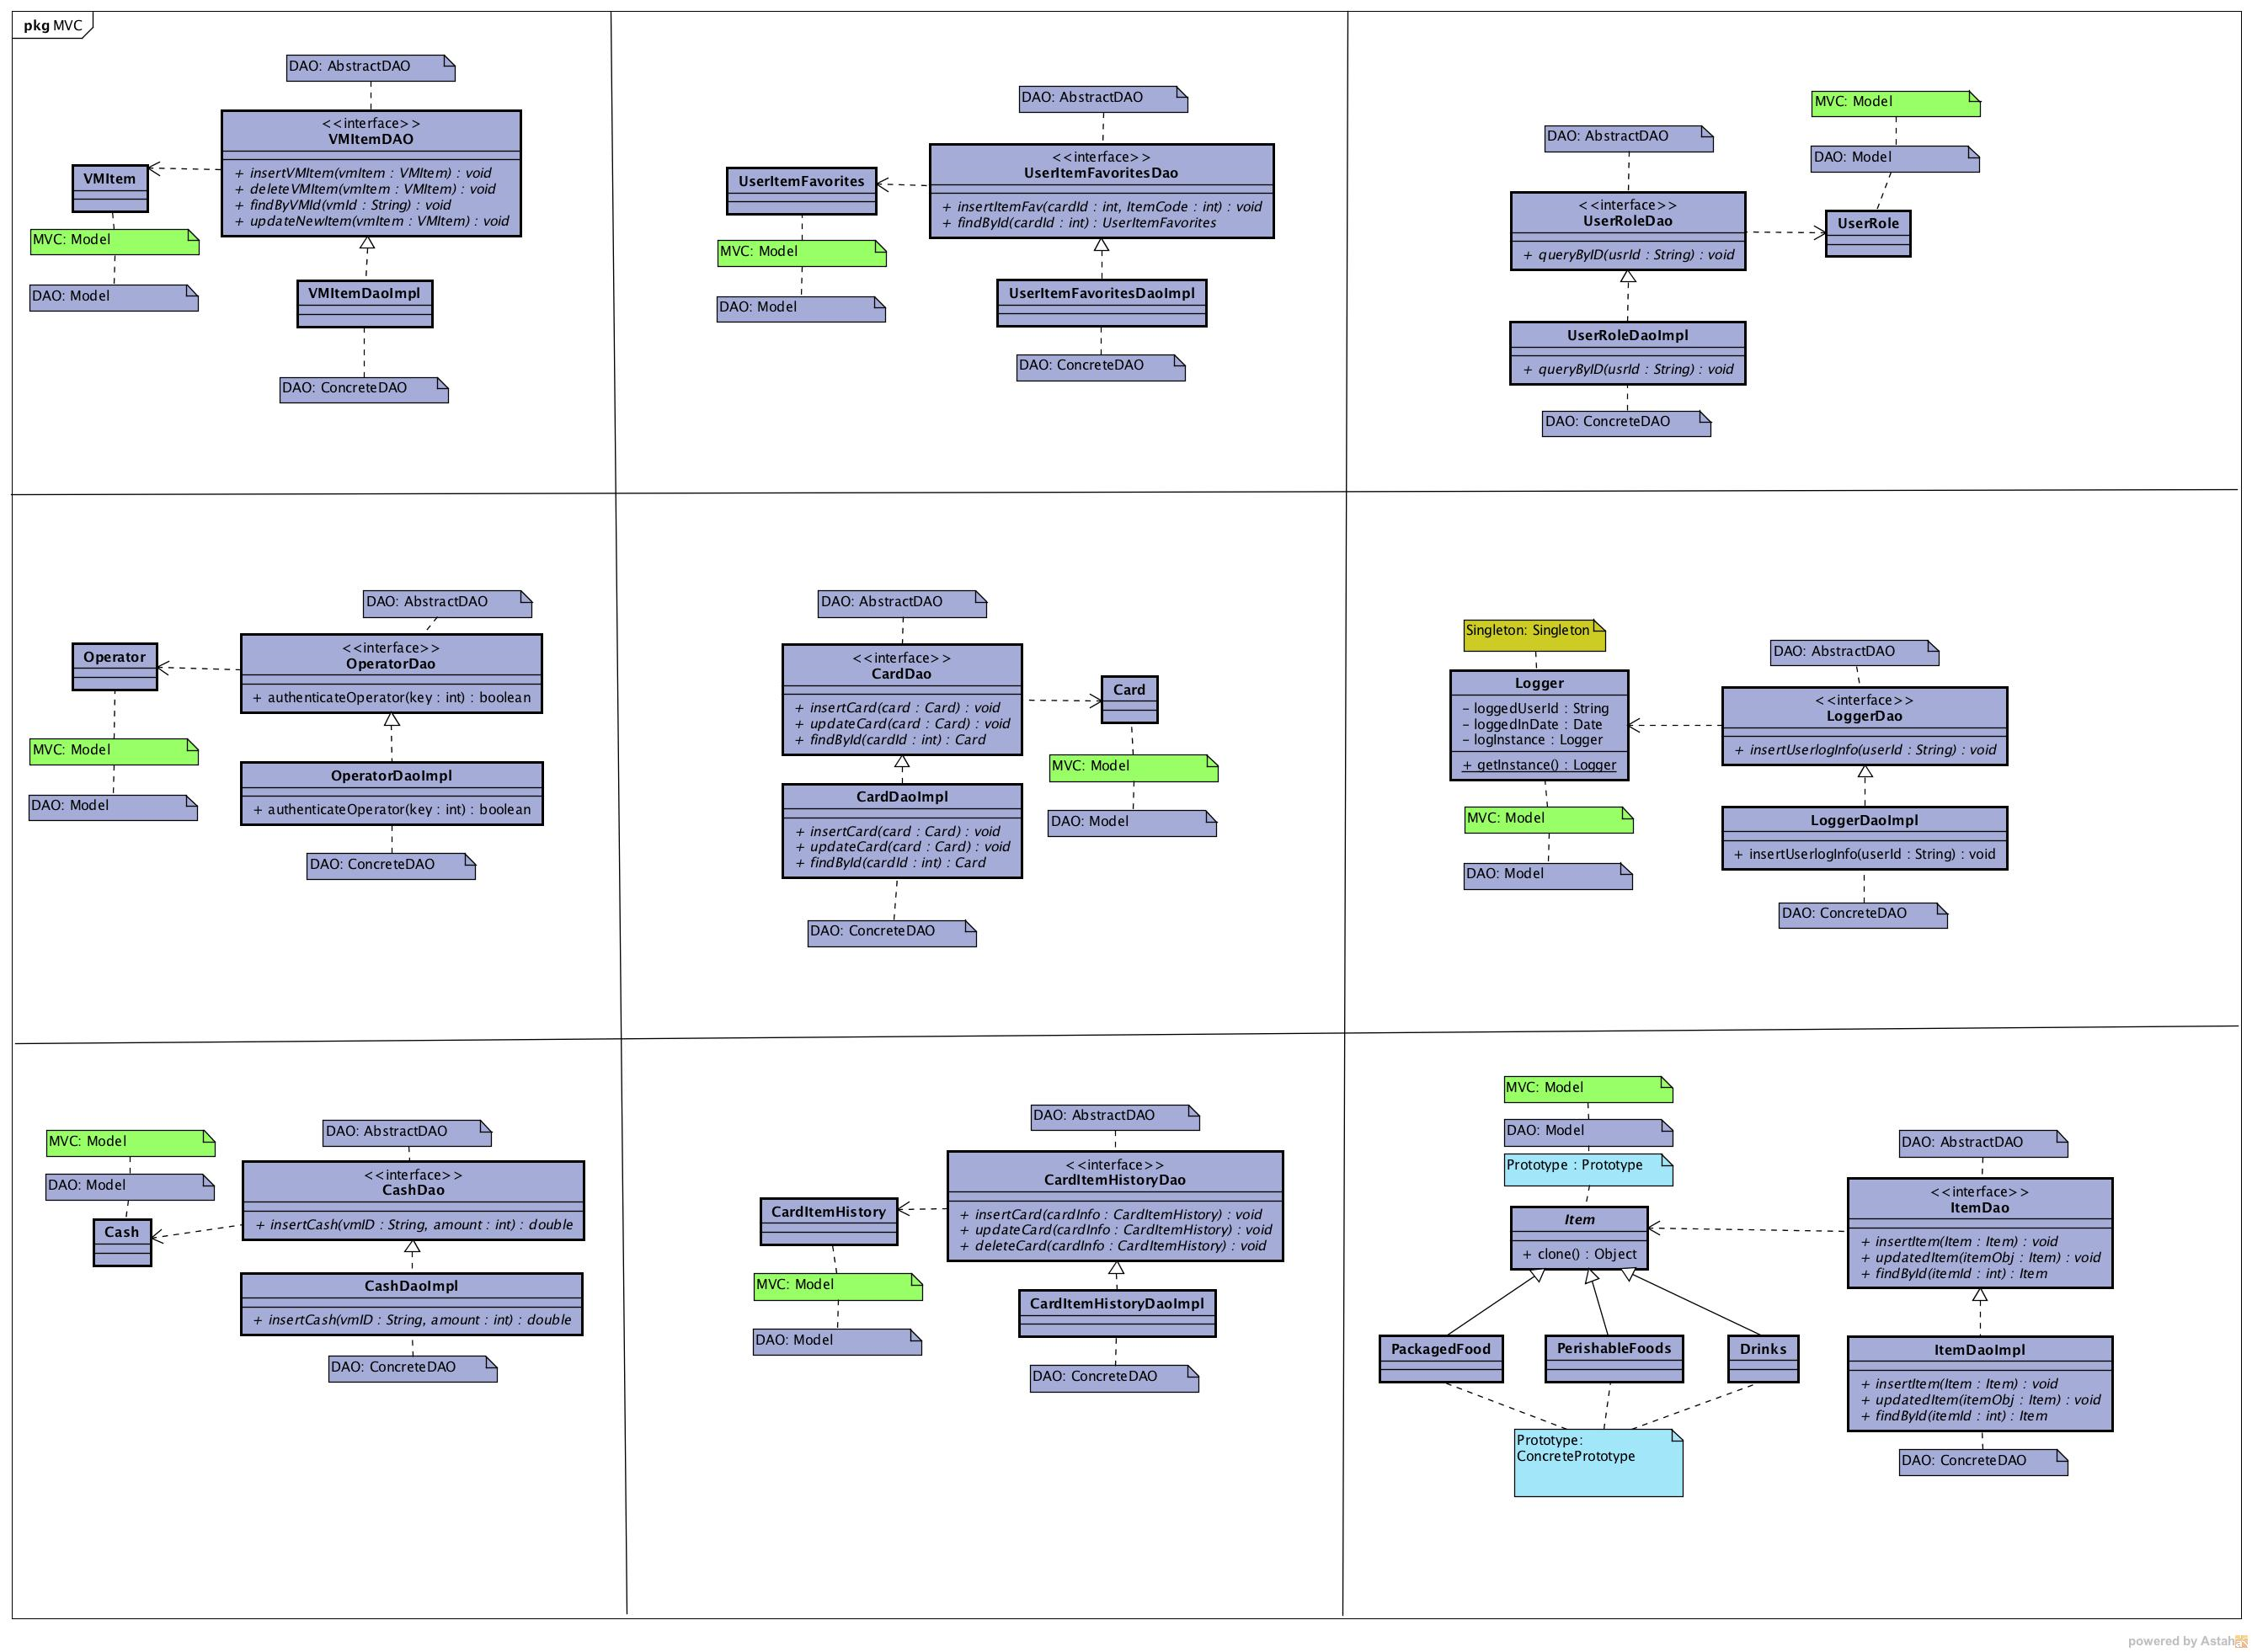 pkg MVC
DAO: AbstractDAO
<<interface>>
VMItemDAO
+ insertVMItem(vmItem : VMItem) : void
+ deleteVMItem(vmItem : VMItem) : void
+ findByVMId(vmId : String) : void
+ updateNewItem(vmItem : VMItem) : void
VMItem
MVC: Model
DAO: Model
VMItemDaoImpl
DAO: ConcreteDAO
DAO: AbstractDAO
<<interface>>
UserItemFavoritesDao
+ insertItemFav(cardId : int, ItemCode : int) : void
+ findById(cardId : int) : UserItemFavorites
UserItemFavorites
MVC: Model
DAO: Model
UserItemFavoritesDaoImpl
DAO: ConcreteDAO
MVC: Model
DAO: AbstractDAO
DAO: Model
<<interface>>
UserRoleDao
+ queryByID(usrId : String) : void
UserRole
UserRoleDaoImpl
+ queryByID(usrId : String) : void
DAO: ConcreteDAO
DAO: AbstractDAO
<<interface>>
OperatorDao
+ authenticateOperator(key : int) : boolean
Operator
MVC: Model
DAO: Model
OperatorDaoImpl
+ authenticateOperator(key : int) : boolean
DAO: ConcreteDAO
DAO: AbstractDAO
<<interface>>
CardDao
+ insertCard(card : Card) : void
+ updateCard(card : Card) : void
+ findById(cardId : int) : Card
Card
MVC: Model
DAO: Model
CardDaoImpl
+ insertCard(card : Card) : void
+ updateCard(card : Card) : void
+ findById(cardId : int) : Card
DAO: ConcreteDAO
Singleton: Singleton
Logger
- loggedUserId : String
- loggedInDate : Date
- logInstance : Logger
+ getInstance() : Logger
MVC: Model
DAO: Model
DAO: AbstractDAO
<<interface>>
LoggerDao
+ insertUserlogInfo(userId : String) : void
LoggerDaoImpl
+ insertUserlogInfo(userId : String) : void
DAO: ConcreteDAO
MVC: Model
DAO: Model
Cash
DAO: AbstractDAO
<<interface>>
CashDao
+ insertCash(vmID : String, amount : int) : double
CashDaoImpl
+ insertCash(vmID : String, amount : int) : double
DAO: ConcreteDAO
DAO: AbstractDAO
<<interface>>
CardItemHistoryDao
+ insertCard(cardInfo : CardItemHistory) : void
+ updateCard(cardInfo : CardItemHistory) : void
+ deleteCard(cardInfo : CardItemHistory) : void
CardItemHistory
MVC: Model
DAO: Model
CardItemHistoryDaoImpl
DAO: ConcreteDAO
MVC: Model
DAO: Model
Prototype : Prototype
Item
+ clone() : Object
PackagedFood
PerishableFoods
Drinks
Prototype:
ConcretePrototype
DAO: AbstractDAO
<<interface>>
ItemDao
+ insertItem(Item : Item) : void
+ updatedItem(itemObj : Item) : void
+ findById(itemId : int) : Item
ItemDaoImpl
+ insertItem(Item : Item) : void
+ updatedItem(itemObj : Item) : void
+ findById(itemId : int) : Item
DAO: ConcreteDAO
powered by Astah